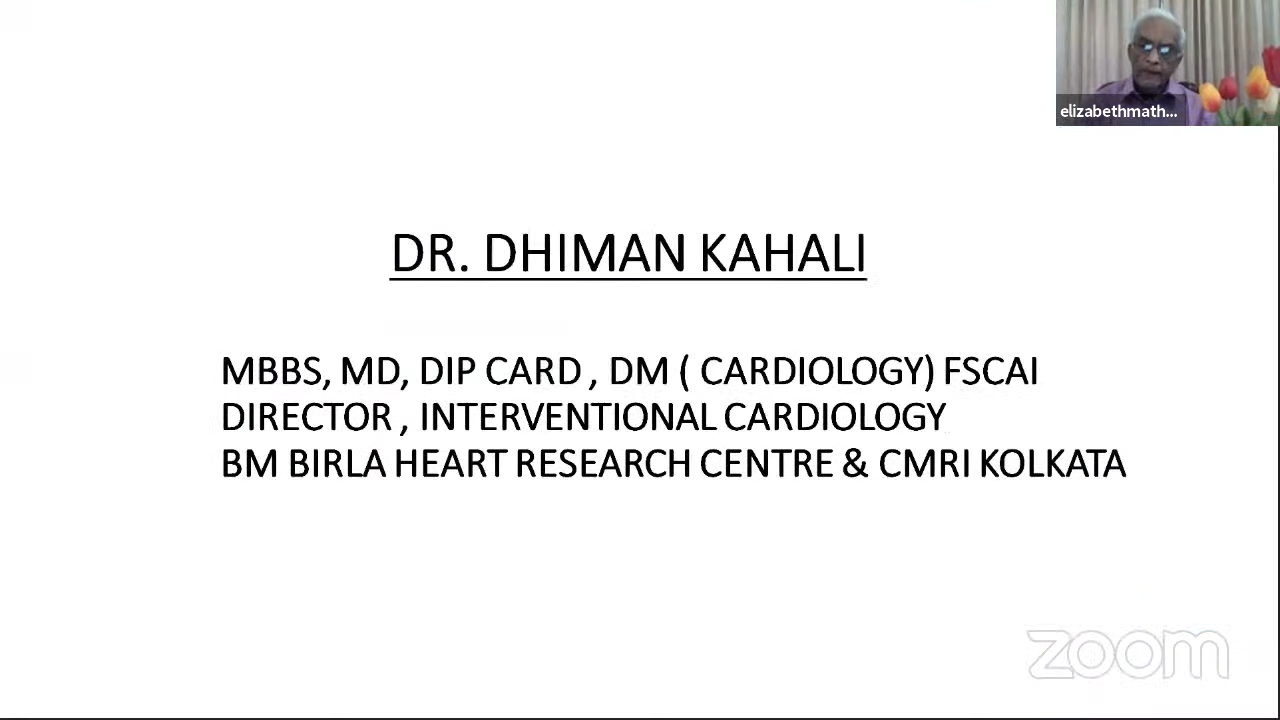 elizabethmath...
DR. DHIMAN KAHALI
MBBS, MD, DIP CARD , DM ( CARDIOLOGY) FSCAI
DIRECTOR , INTERVENTIONAL CARDIOLOGY
BM BIRLA HEART RESEARCH CENTRE & CMRI KOLKATA
zoom